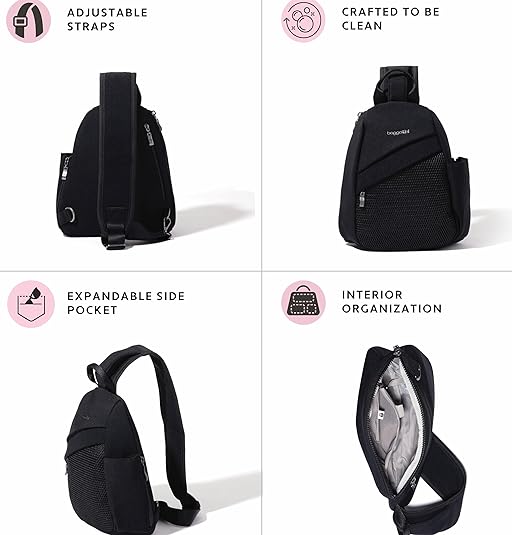 ADJUSTABLE
STRAPS
CRAFTED TO BE
CLEAN
baggallini
EXPANDABLE SIDE
POCKET
INTERIOR
ORGANIZATION